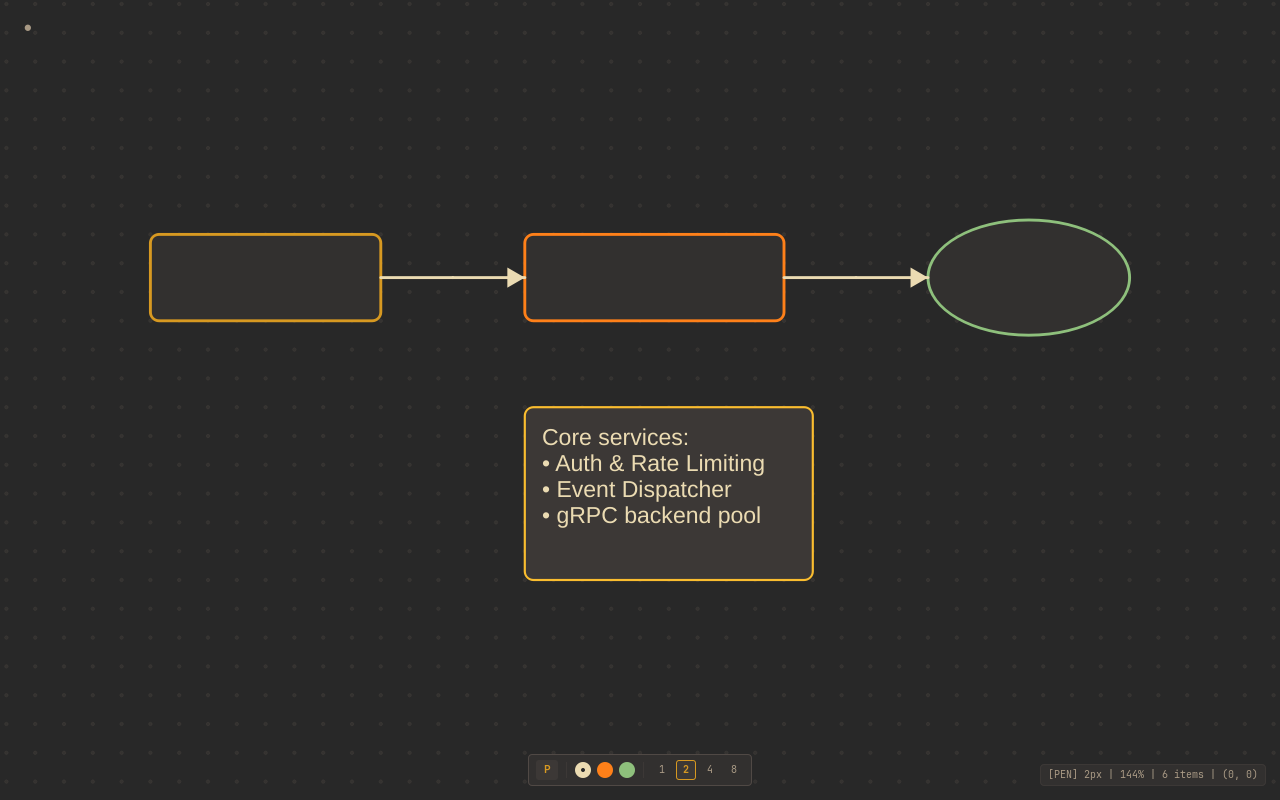 Core services:
• Auth & Rate Limiting
• Event Dispatcher
• gRPC backend pool
P 1 2 4 8
[PEN] 2px | 144% | 6 items | (0, 0)